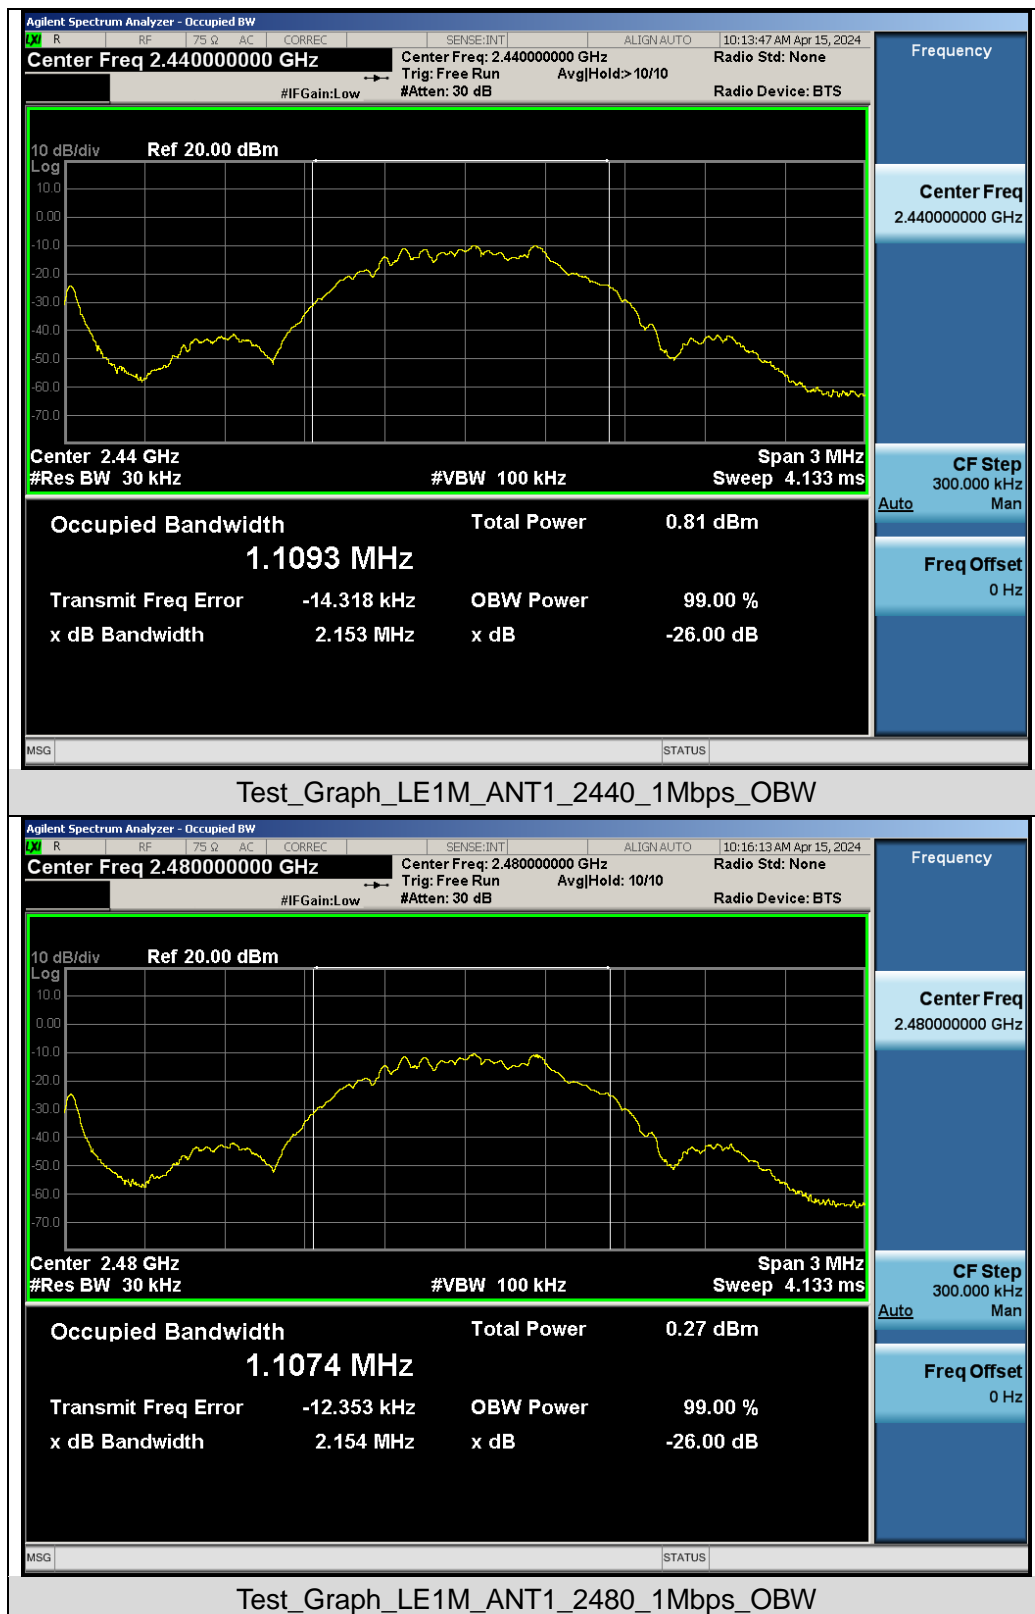 Agilent Spectrum Analyzer - Occupied BW
LXI R RF 75 Ω AC CORREC SENSE:INT ALIGN AUTO 10:13:47 AM Apr 15, 2024
Center Freq 2.440000000 GHz
Center Freq: 2.440000000 GHz
Radio Std: None
Trig: Free Run Avg|Hold:> 10/10
#IFGain:Low #Atten: 30 dB Radio Device: BTS
Frequency
10 dB/div Ref 20.00 dBm
Log
10.0
0.00
-10.0
-20.0
-30.0
-40.0
-50.0
-60.0
-70.0
Center 2.44 GHz Span 3 MHz
#Res BW 30 kHz #VBW 100 kHz Sweep 4.133 ms
Center Freq
2.440000000 GHz
CF Step
300.000 kHz
Auto Man
Freq Offset
0 Hz
Occupied Bandwidth Total Power 0.81 dBm
1.1093 MHz
Transmit Freq Error -14.318 kHz OBW Power 99.00 %
x dB Bandwidth 2.153 MHz x dB -26.00 dB
MSG STATUS
Test_Graph_LE1M_ANT1_2440_1Mbps_OBW
Agilent Spectrum Analyzer - Occupied BW
LXI R RF 75 Ω AC CORREC SENSE:INT ALIGN AUTO 10:16:13 AM Apr 15, 2024
Center Freq 2.480000000 GHz
Center Freq: 2.480000000 GHz
Radio Std: None
Trig: Free Run Avg|Hold: 10/10
#IFGain:Low #Atten: 30 dB Radio Device: BTS
Frequency
10 dB/div Ref 20.00 dBm
Log
10.0
0.00
-10.0
-20.0
-30.0
-40.0
-50.0
-60.0
-70.0
Center 2.48 GHz Span 3 MHz
#Res BW 30 kHz #VBW 100 kHz Sweep 4.133 ms
Center Freq
2.480000000 GHz
CF Step
300.000 kHz
Auto Man
Freq Offset
0 Hz
Occupied Bandwidth Total Power 0.27 dBm
1.1074 MHz
Transmit Freq Error -12.353 kHz OBW Power 99.00 %
x dB Bandwidth 2.154 MHz x dB -26.00 dB
MSG STATUS
Test_Graph_LE1M_ANT1_2480_1Mbps_OBW